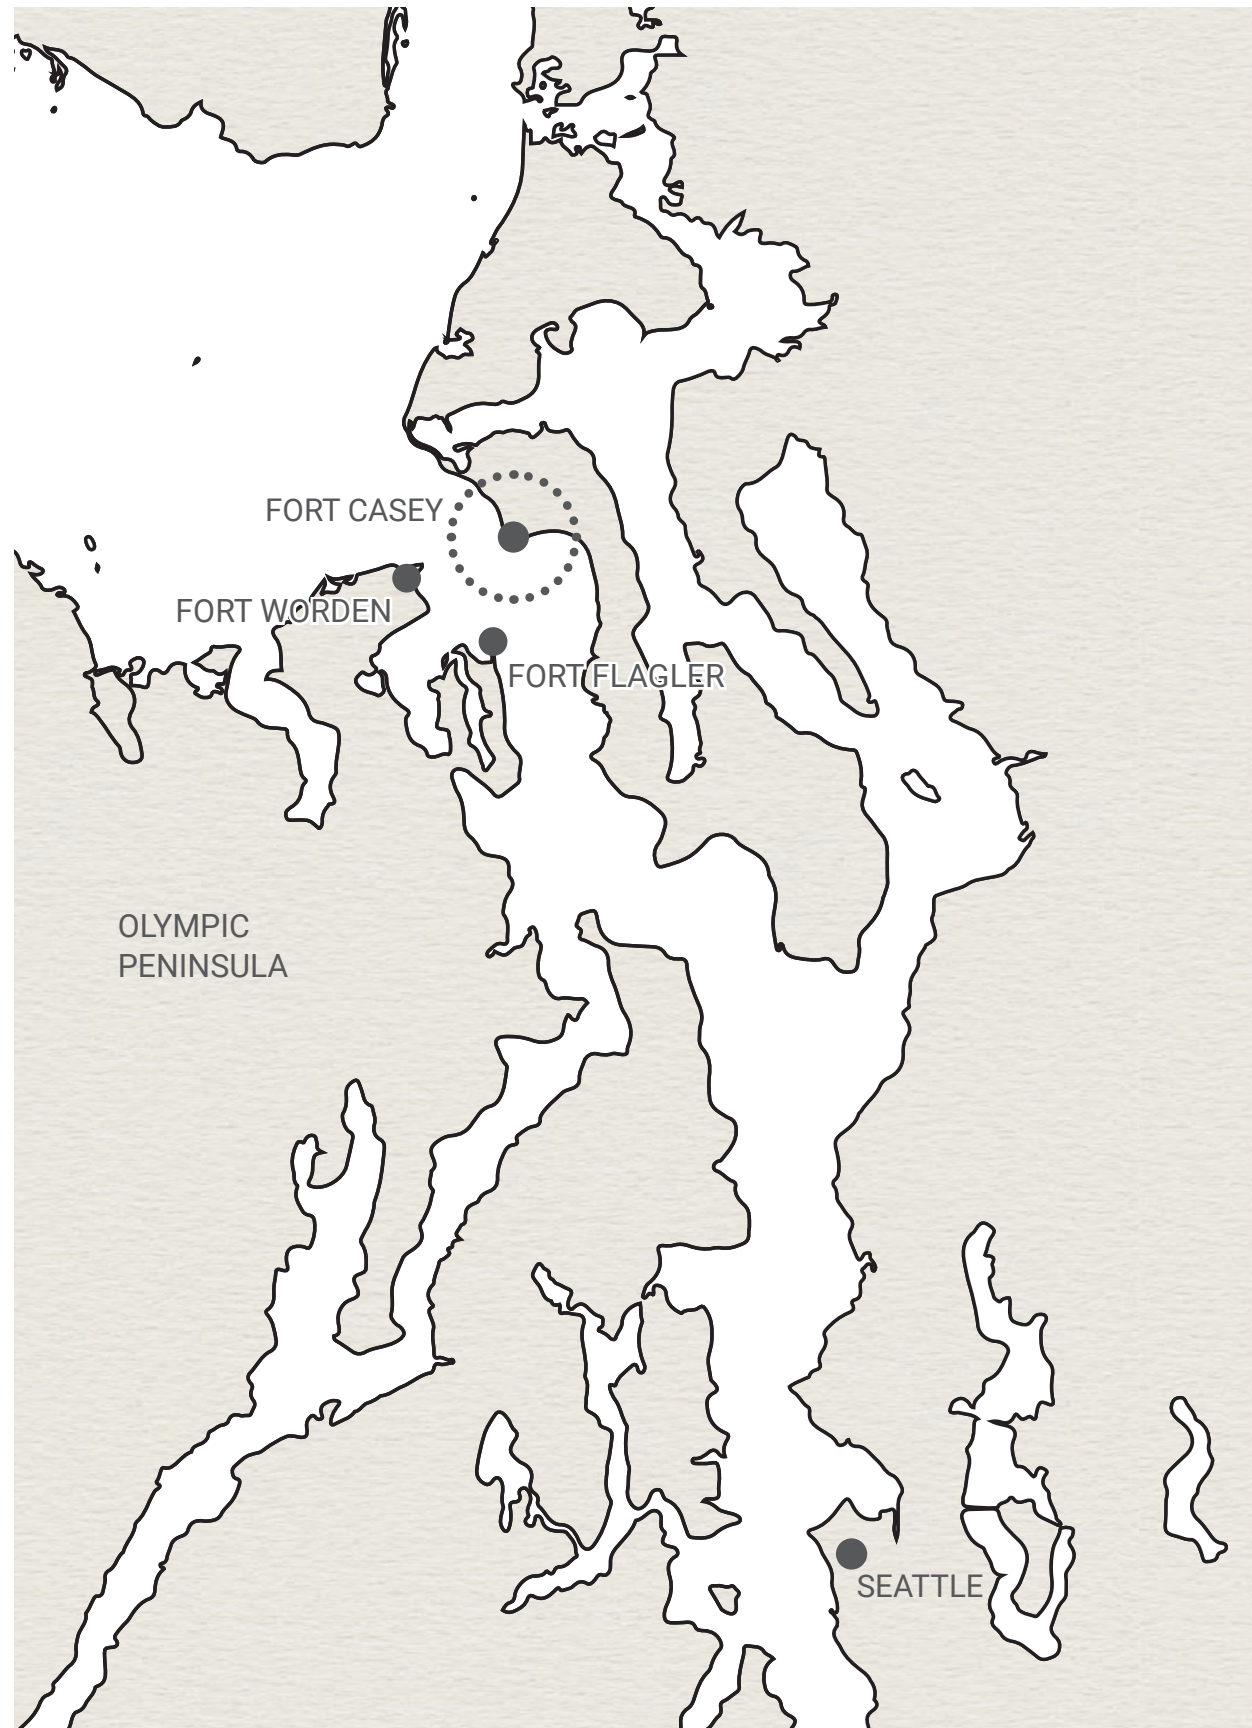 FORT CASEY
FORT WORDEN
FORT FLAGLER
OLYMPIC
PENINSULA
SEATTLE